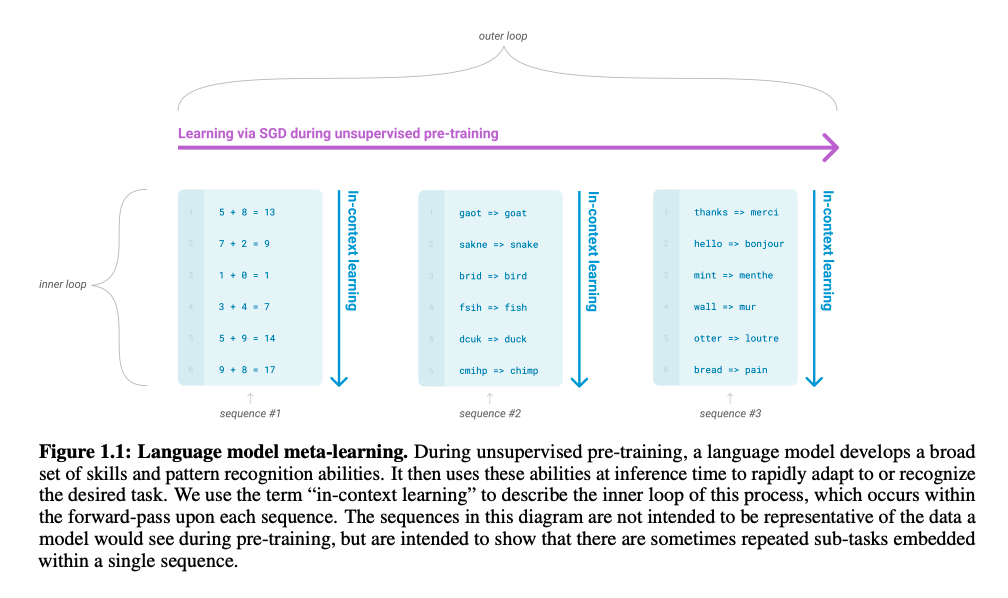 outer loop
Learning via SGD during unsupervised pre-training
inner loop
1 5 + 8 = 13
2 7 + 2 = 9
3 1 + 0 = 1
4 3 + 4 = 7
5 5 + 9 = 14
6 9 + 8 = 17
In-context learning
sequence #1
1 gaot => goat
2 sakne => snake
3 brid => bird
4 fsih => fish
5 dcuk => duck
6 cmihp => chimp
In-context learning
sequence #2
1 thanks => merci
2 hello => bonjour
3 mint => menthe
4 wall => mur
5 otter => loutre
6 bread => pain
In-context learning
sequence #3
Figure 1.1: Language model meta-learning. During unsupervised pre-training, a language model develops a broad
set of skills and pattern recognition abilities. It then uses these abilities at inference time to rapidly adapt to or recognize
the desired task. We use the term “in-context learning” to describe the inner loop of this process, which occurs within
the forward-pass upon each sequence. The sequences in this diagram are not intended to be representative of the data a
model would see during pre-training, but are intended to show that there are sometimes repeated sub-tasks embedded
within a single sequence.